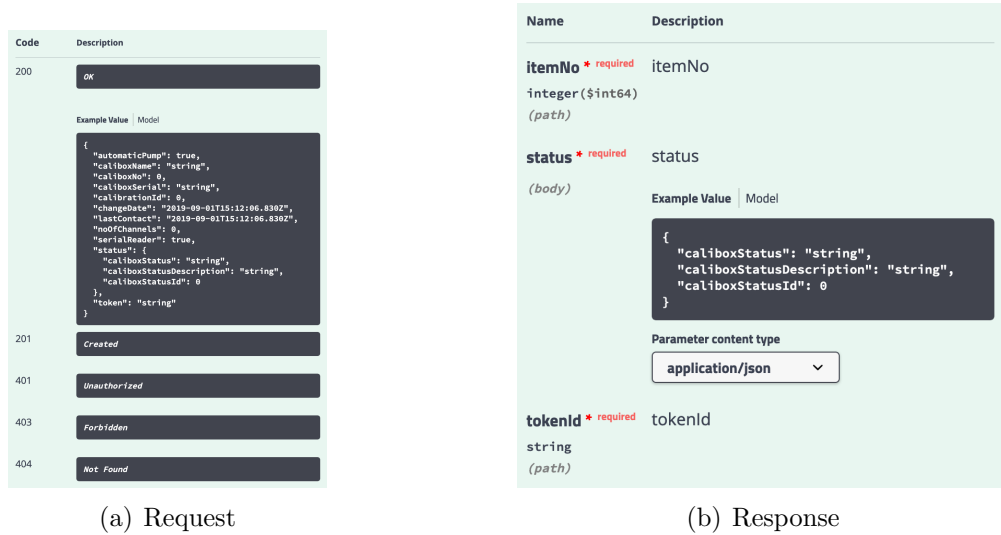 Code Description
200 OK
Example Value Model
{
"automaticPump": true,
"caliboxName": "string",
"caliboxNo": 0,
"caliboxSerial": "string",
"calibrationId": 0,
"changeDate": "2019-09-01T15:12:06.830Z",
"lastContact": "2019-09-01T15:12:06.830Z",
"noOfChannels": 0,
"serialReader": true,
"status": {
"caliboxStatus": "string",
"caliboxStatusDescription": "string",
"caliboxStatusId": 0
},
"token": "string"
}
201 Created
401 Unauthorized
403 Forbidden
404 Not Found
(a) Request
Name Description
itemNo * required itemNo
integer($int64)
(path)
status * required status
(body)
Example Value Model
{
"caliboxStatus": "string",
"caliboxStatusDescription": "string",
"caliboxStatusId": 0
}
Parameter content type
application/json
tokenId * required tokenId
string
(path)
(b) Response